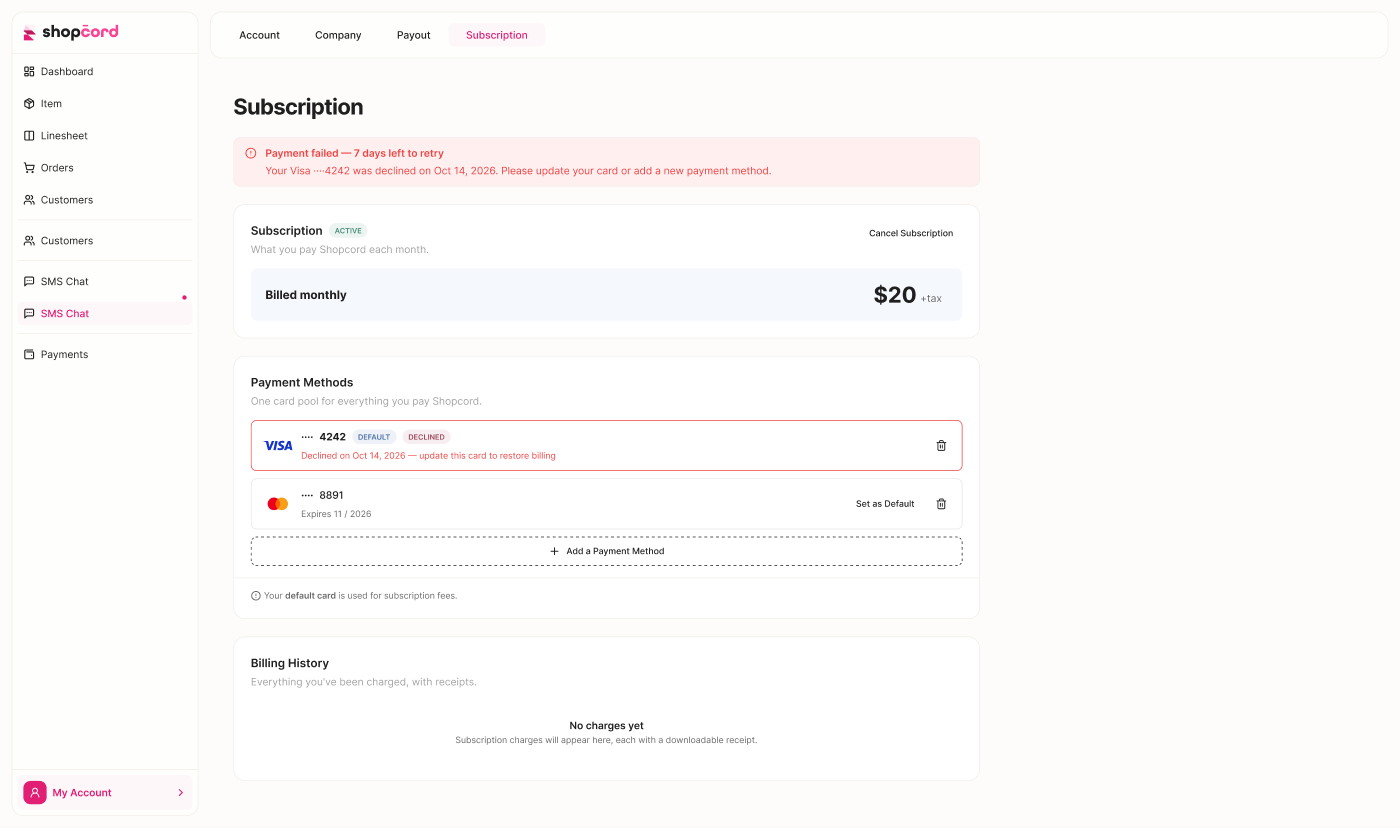 shopcord
Dashboard
Item
Linesheet
Orders
Customers
Customers
SMS Chat
SMS Chat
Payments
My Account
Account Company Payout Subscription
Subscription
Payment failed — 7 days left to retry
Your Visa ····4242 was declined on Oct 14, 2026. Please update your card or add a new payment method.
Subscription ACTIVE
Cancel Subscription
What you pay Shopcord each month.
Billed monthly
$20 +tax
Payment Methods
One card pool for everything you pay Shopcord.
VISA
···· 4242 DEFAULT DECLINED
Declined on Oct 14, 2026 — update this card to restore billing
···· 8891
Expires 11 / 2026
Set as Default
Add a Payment Method
Your default card is used for subscription fees.
Billing History
Everything you've been charged, with receipts.
No charges yet
Subscription charges will appear here, each with a downloadable receipt.